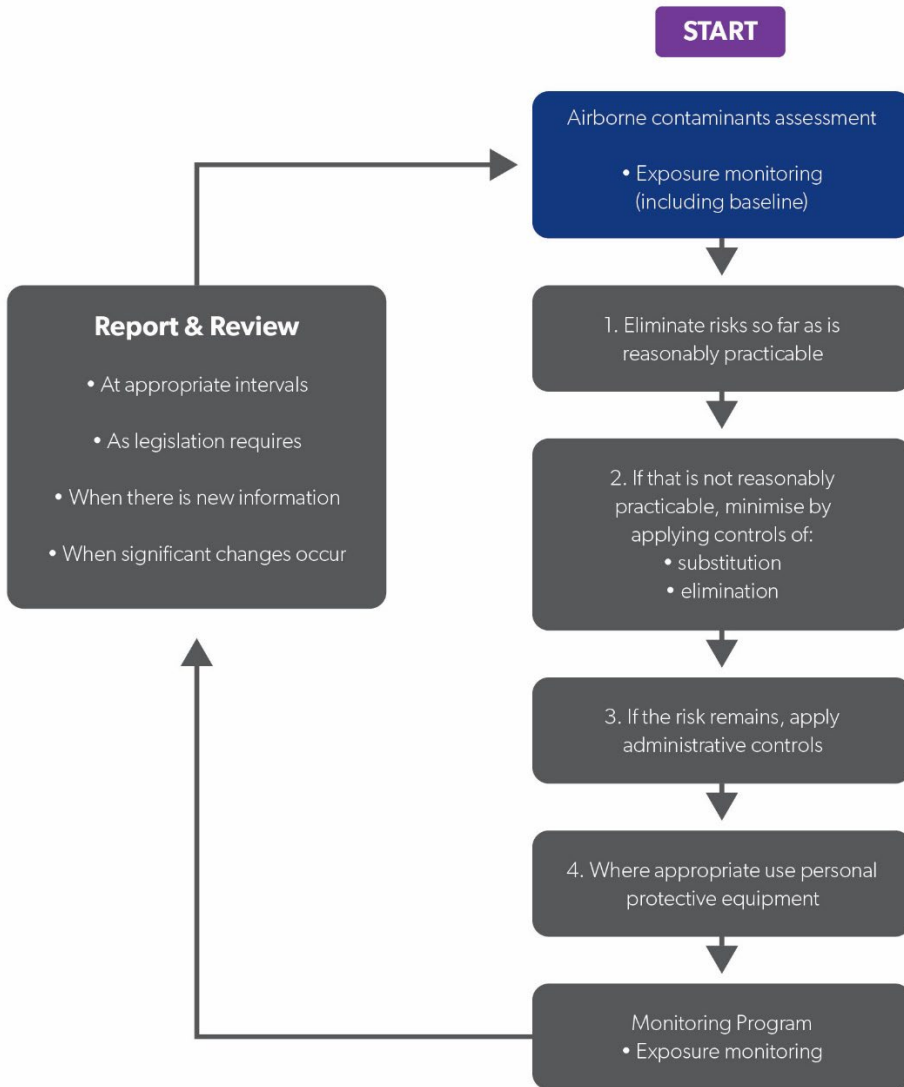 START
Airborne contaminants assessment
• Exposure monitoring
(including baseline)
1. Eliminate risks so far as is
reasonably practicable
2. If that is not reasonably
practicable, minimise by
applying controls of:
• substitution
• elimination
3. If the risk remains, apply
administrative controls
4. Where appropriate use personal
protective equipment
Monitoring Program
• Exposure monitoring
Report & Review
• At appropriate intervals
• As legislation requires
• When there is new information
• When significant changes occur